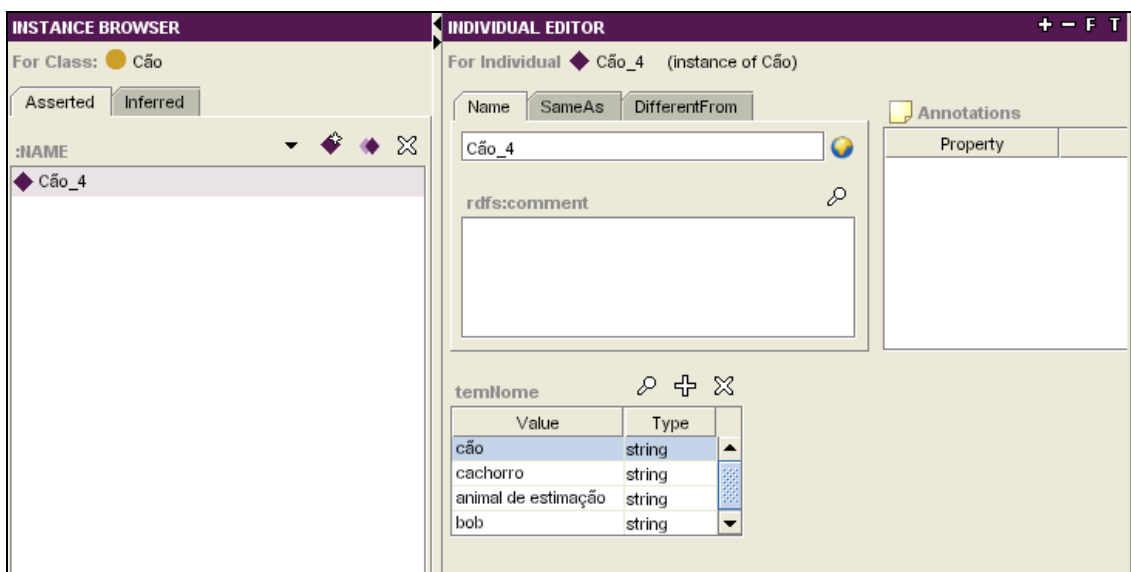 INSTANCE BROWSER
For Class: Cão
Asserted Inferred
:NAME
Cão_4
INDIVIDUAL EDITOR
+ − F T
For Individual Cão_4 (instance of Cão)
Name SameAs DifferentFrom
Cão_4
rdfs:comment
Annotations
Property
temNome
Value Type
cão string
cachorro string
animal de estimação string
bob string